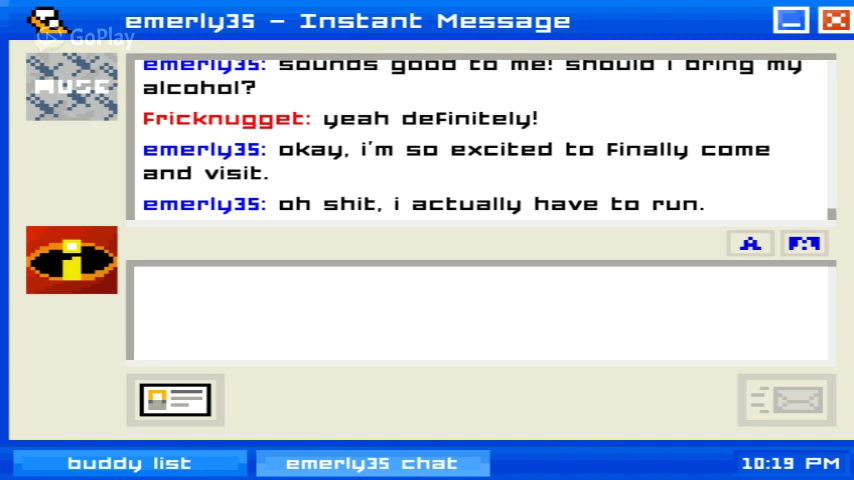 emerly35 - Instant Message
GoPlay
MUSE
emerly35: sounds good to me! should i bring my
alcohol?
Fricknugget: yeah definitely!
emerly35: okay, i'm so excited to finally come
and visit.
emerly35: oh shit, i actually have to run.
A
i
buddy list
emerly35 chat
10:19 PM